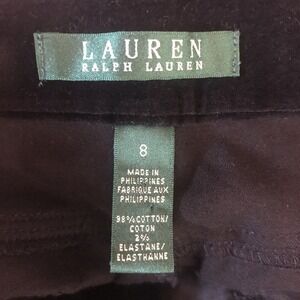 LAUREN
RALPH LAUREN
8
MADE IN
PHILIPPINES
FABRIQUE AUX
PHILIPPINES
98% COTTON/
COTON
2%
ELASTANE/
ELASTHANNE